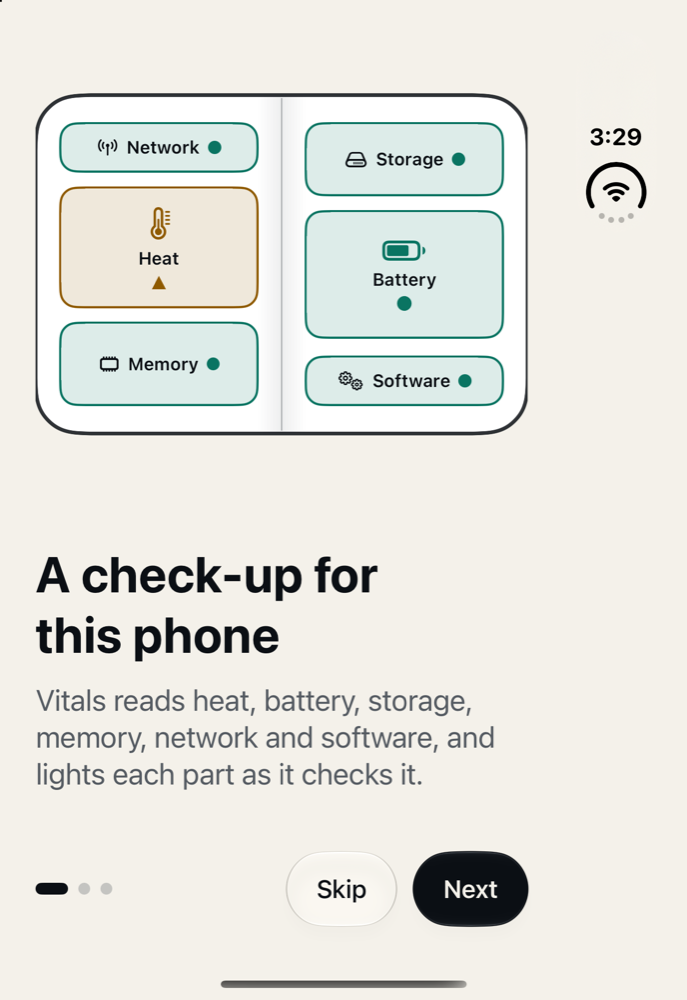 3:29
Network
Heat
Memory
Storage
Battery
Software
A check-up for
this phone
Vitals reads heat, battery, storage,
memory, network and software, and
lights each part as it checks it.
Skip
Next